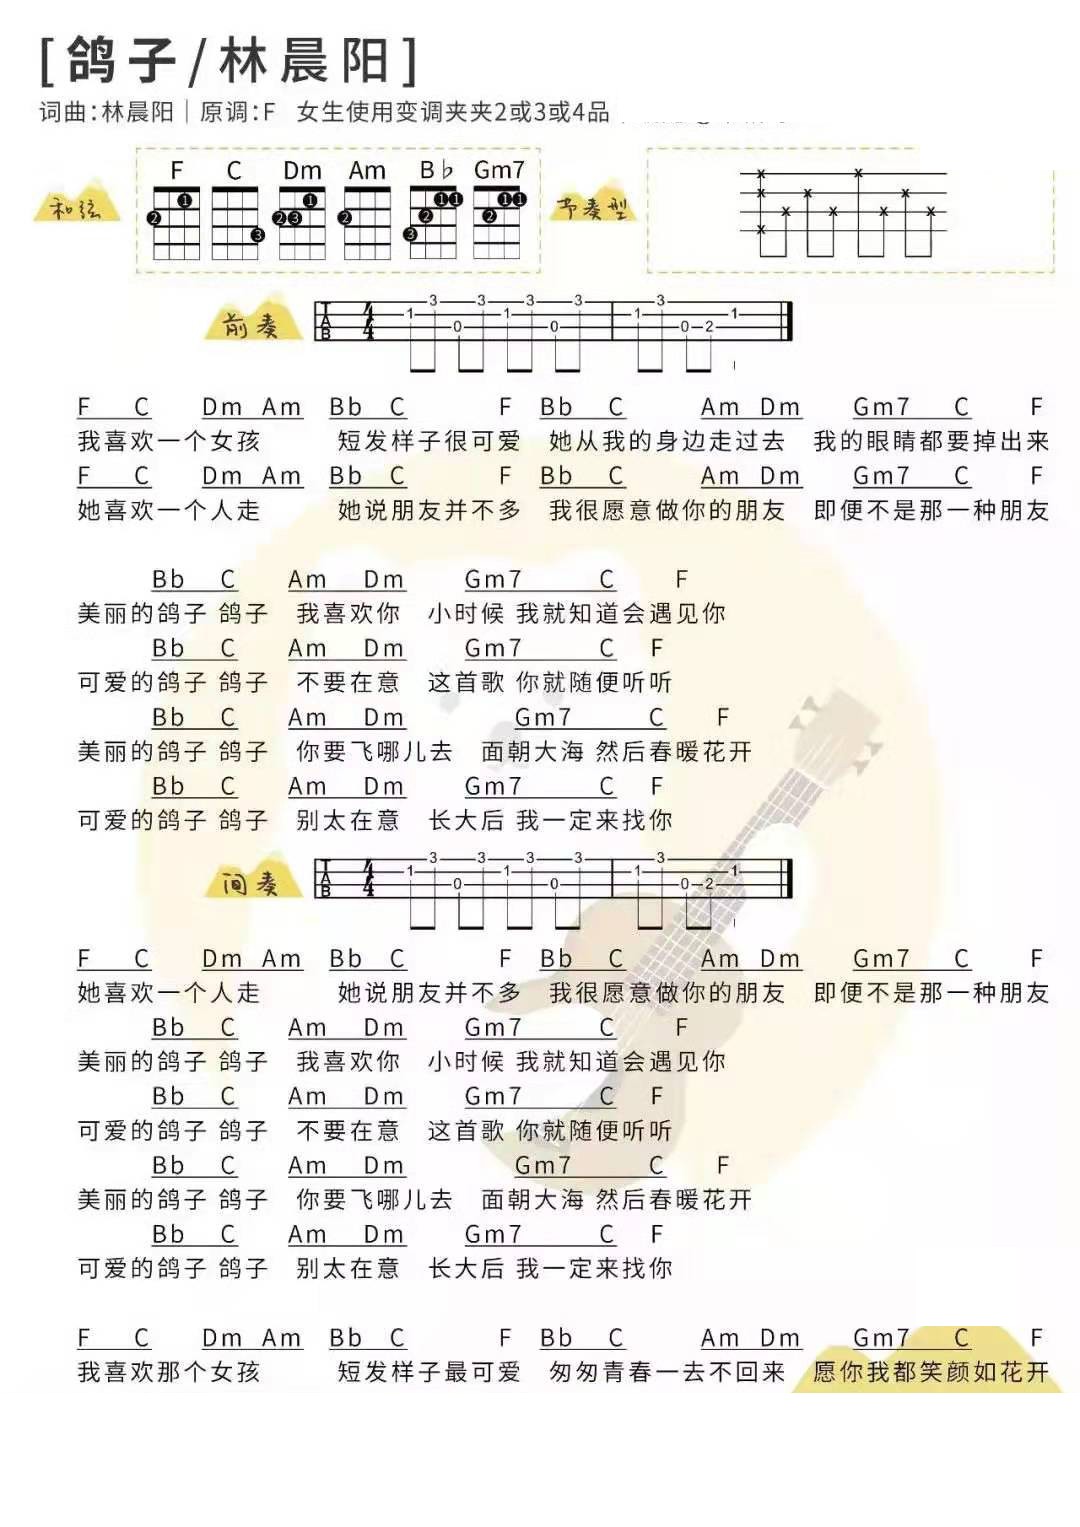 [鸽子/林晨阳]
词曲:林晨阳｜原调:F 女生使用变调夹夹2或3或4品
和弦 F C Dm Am B♭ Gm7 节奏型
2 1 3 2 3 1 2 3 2 1 1 2 1 1
前奏 TAB 4/4 1 3 0 3 1 3 0 3 1 3 0 2 1
F C Dm Am Bb C F Bb C Am Dm Gm7 C F
我喜欢一个女孩 短发样子很可爱 她从我的身边走过去 我的眼睛都要掉出来
F C Dm Am Bb C F Bb C Am Dm Gm7 C F
她喜欢一个人走 她说朋友并不多 我很愿意做你的朋友 即便不是那一种朋友
Bb C Am Dm Gm7 C F
美丽的鸽子 鸽子 我喜欢你 小时候 我就知道会遇见你
Bb C Am Dm Gm7 C F
可爱的鸽子 鸽子 不要在意 这首歌 你就随便听听
Bb C Am Dm Gm7 C F
美丽的鸽子 鸽子 你要飞哪儿去 面朝大海 然后春暖花开
Bb C Am Dm Gm7 C F
可爱的鸽子 鸽子 别太在意 长大后 我一定来找你
间奏 TAB 4/4 1 3 0 3 1 3 0 3 1 3 0 2 1
F C Dm Am Bb C F Bb C Am Dm Gm7 C F
她喜欢一个人走 她说朋友并不多 我很愿意做你的朋友 即便不是那一种朋友
Bb C Am Dm Gm7 C F
美丽的鸽子 鸽子 我喜欢你 小时候 我就知道会遇见你
Bb C Am Dm Gm7 C F
可爱的鸽子 鸽子 不要在意 这首歌 你就随便听听
Bb C Am Dm Gm7 C F
美丽的鸽子 鸽子 你要飞哪儿去 面朝大海 然后春暖花开
Bb C Am Dm Gm7 C F
可爱的鸽子 鸽子 别太在意 长大后 我一定来找你
F C Dm Am Bb C F Bb C Am Dm Gm7 C F
我喜欢那个女孩 短发样子最可爱 匆匆青春一去不回来 愿你我都笑颜如花开